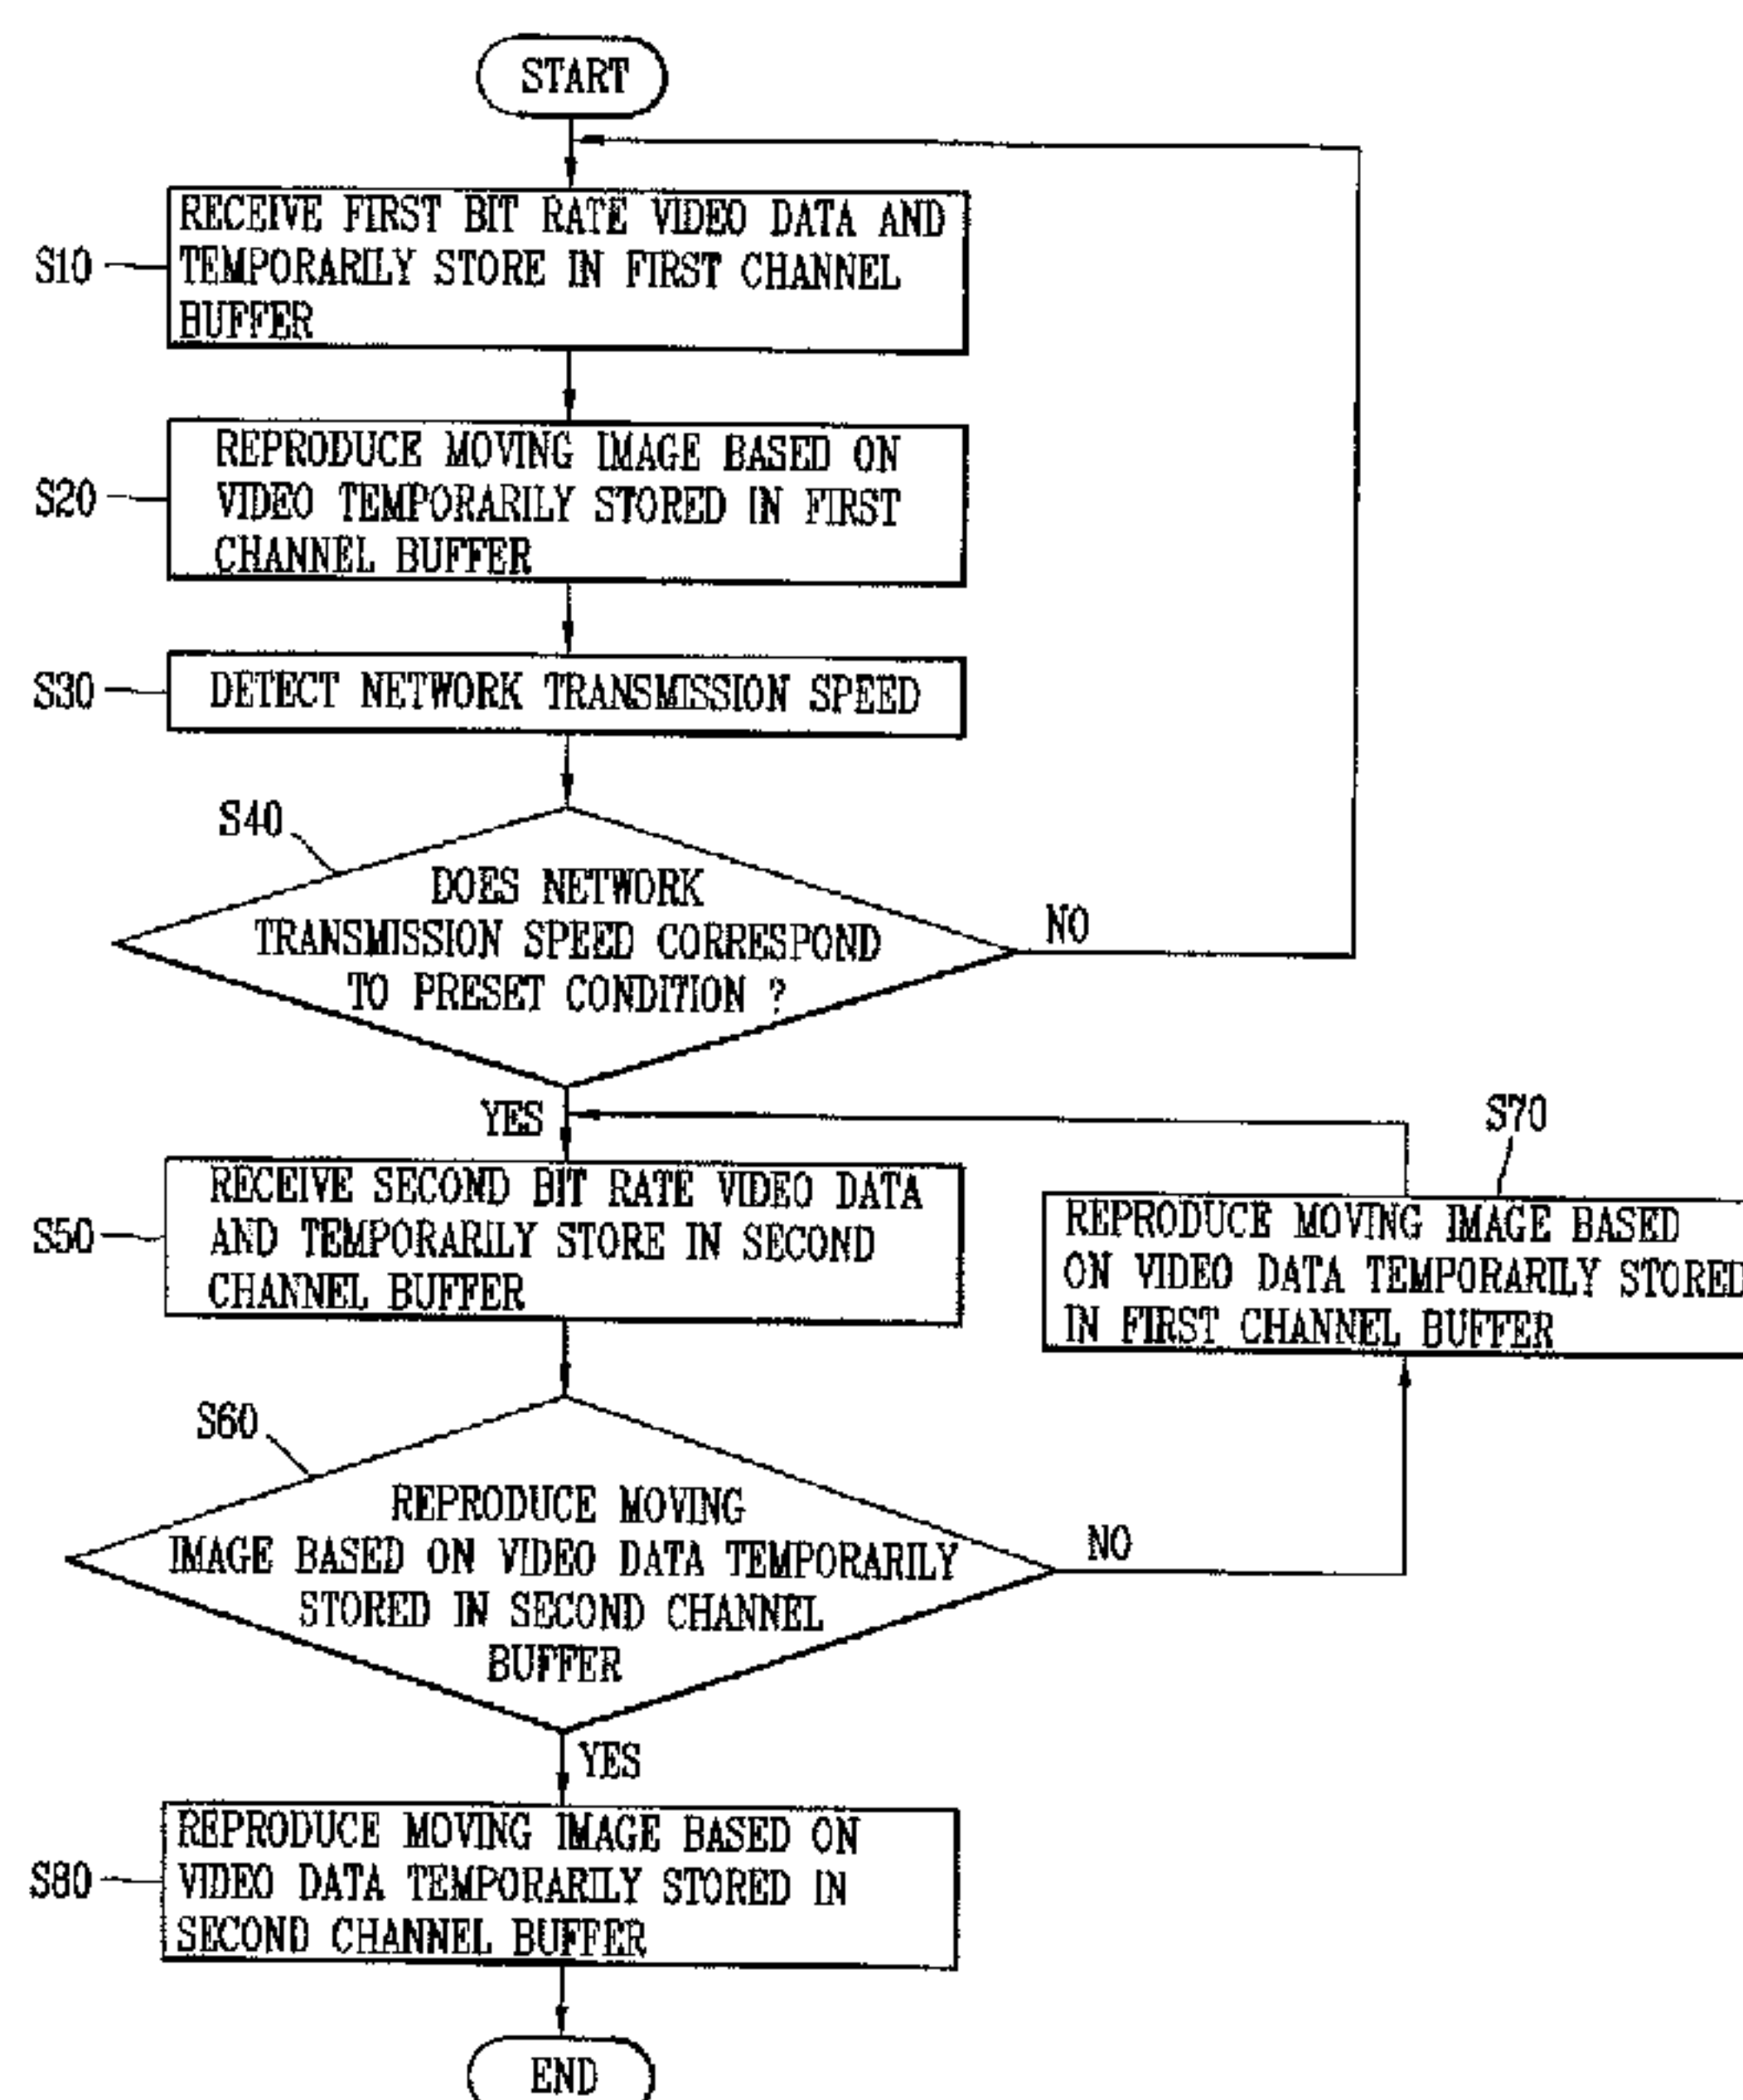 START
S10
RECEIVE FIRST BIT RATE VIDEO DATA AND
TEMPORARILY STORE IN FIRST CHANNEL
BUFFER
S20
REPRODUCE MOVING IMAGE BASED ON
VIDEO TEMPORARILY STORED IN FIRST
CHANNEL BUFFER
S30
DETECT NETWORK TRANSMISSION SPEED
S40
DOES NETWORK
TRANSMISSION SPEED CORRESPOND
TO PRESET CONDITION ?
NO
YES
S50
RECEIVE SECOND BIT RATE VIDEO DATA
AND TEMPORARILY STORE IN SECOND
CHANNEL BUFFER
S70
REPRODUCE MOVING IMAGE BASED
ON VIDEO DATA TEMPORARILY STORED
IN FIRST CHANNEL BUFFER
S60
REPRODUCE MOVING
IMAGE BASED ON VIDEO DATA TEMPORARILY
STORED IN SECOND CHANNEL
BUFFER
NO
YES
S80
REPRODUCE MOVING IMAGE BASED ON
VIDEO DATA TEMPORARILY STORED IN
SECOND CHANNEL BUFFER
END